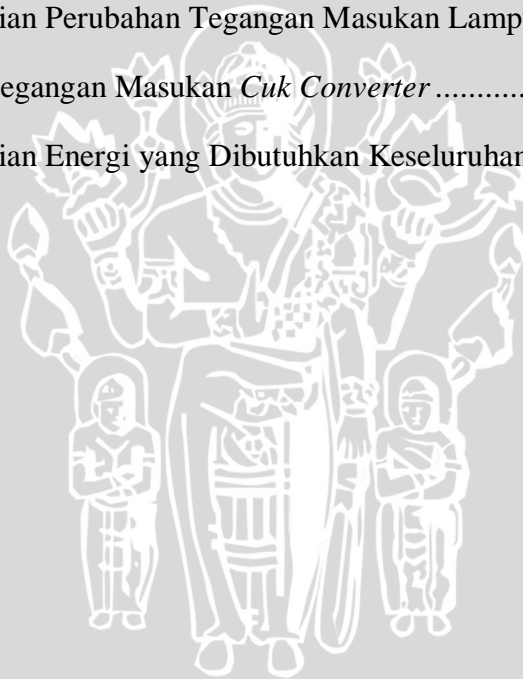 ian Perubahan Tegangan Masukan Lamp
egangan Masukan Cuk Converter ............
ian Energi yang Dibutuhkan Keseluruhan